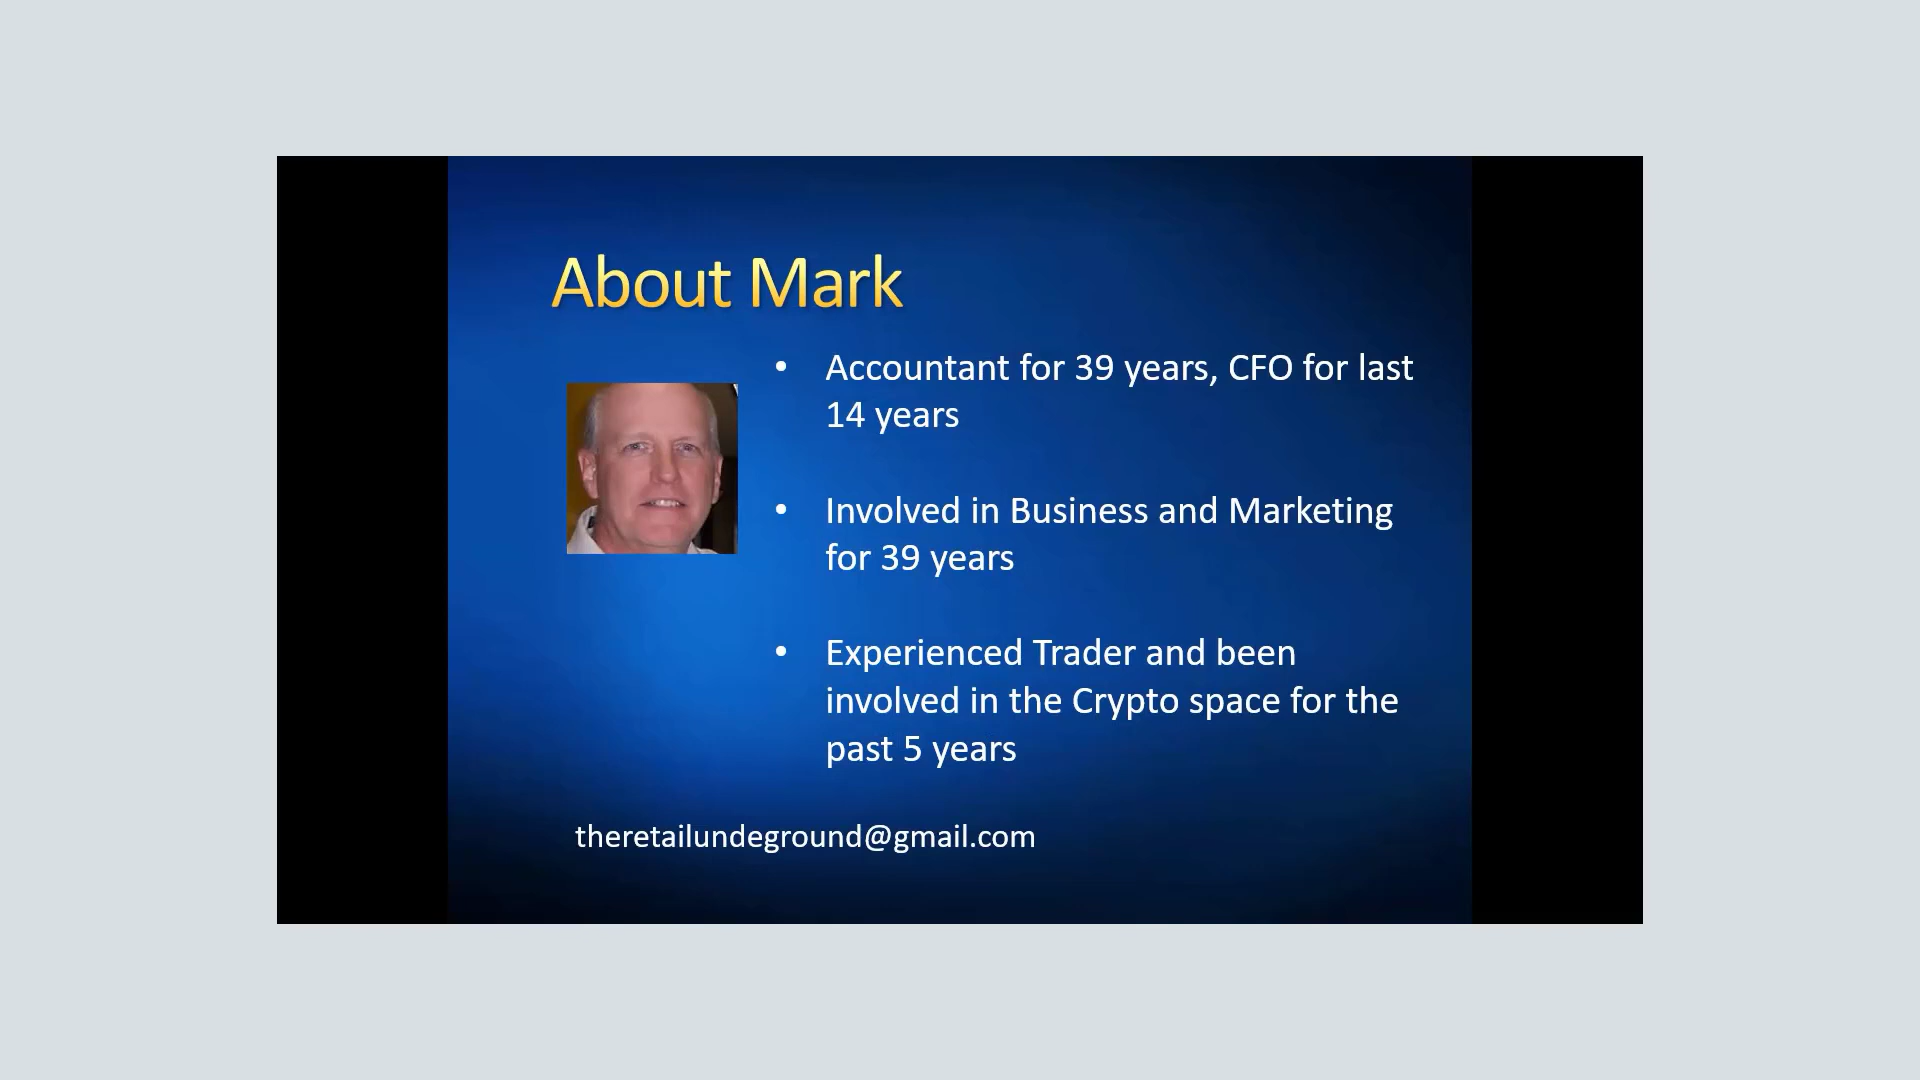 About Mark
• Accountant for 39 years, CFO for last
14 years
• Involved in Business and Marketing
for 39 years
• Experienced Trader and been
involved in the Crypto space for the
past 5 years
theretailundeground@gmail.com